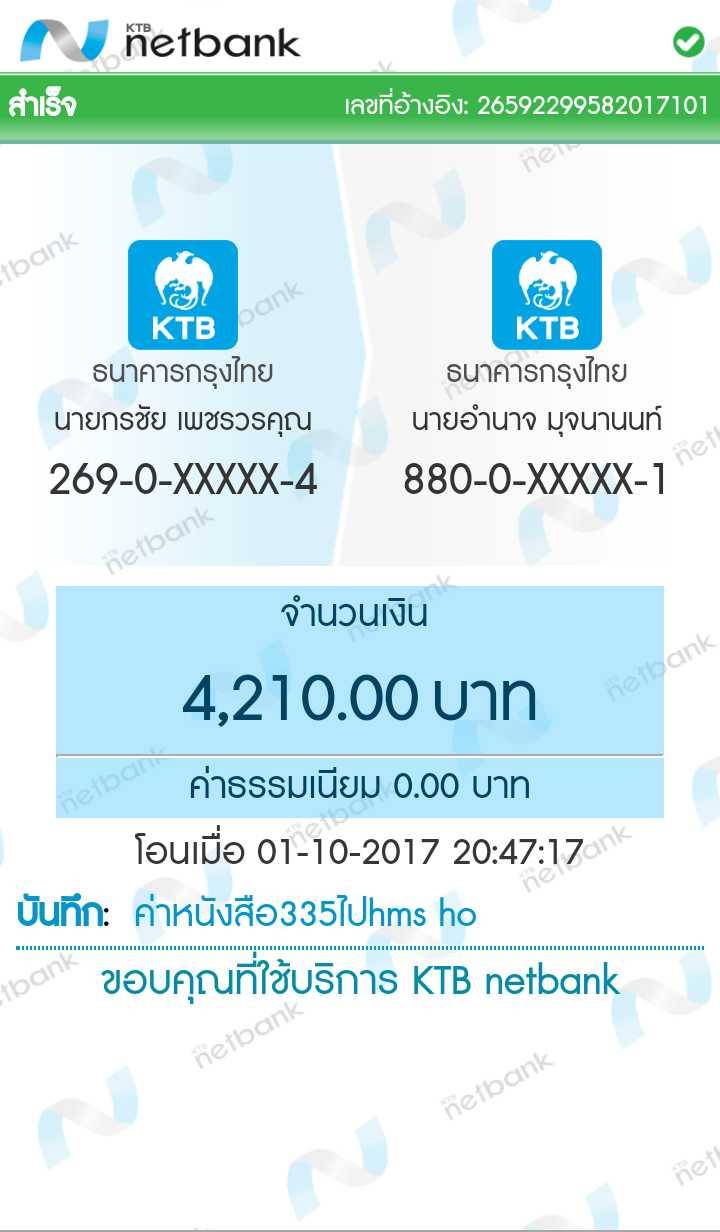 KTB
netbank
สำเร็จ
เลขที่อ้างอิง: 26592299582017101
KTB
KTB
ธนาคารกรุงไทย
ธนาคารกรุงไทย
นายกรชัย เพชรวรคุณ
นายอำนาจ มุจนานนท์
269-0-XXXXX-4
880-0-XXXXX-1
จำนวนเงิน
4,210.00 บาท
ค่าธรรมเนียม 0.00 บาท
โอนเมื่อ 01-10-2017 20:47:17
บันทึก: ค่าหนังสือ335ไปhms ho
ขอบคุณที่ใช้บริการ KTB netbank